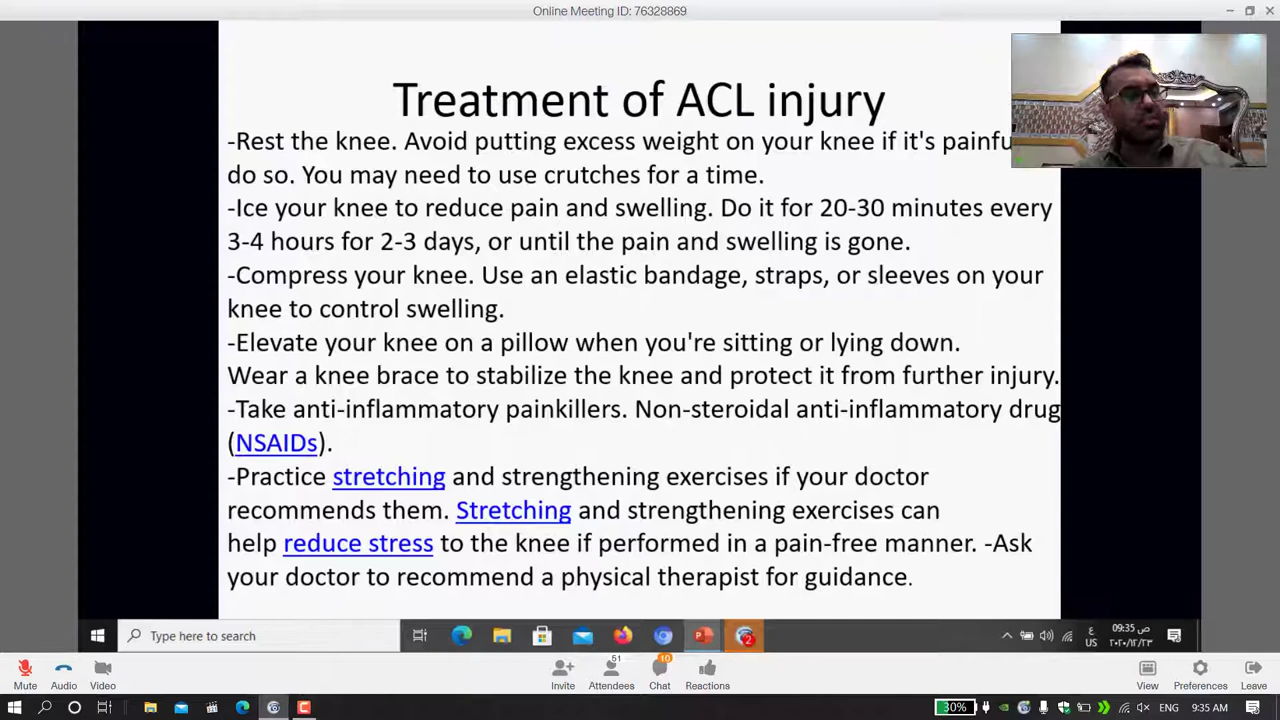 Online Meeting ID: 76328869
Treatment of ACL injury
-Rest the knee. Avoid putting excess weight on your knee if it's painfu
do so. You may need to use crutches for a time.
-Ice your knee to reduce pain and swelling. Do it for 20-30 minutes every
3-4 hours for 2-3 days, or until the pain and swelling is gone.
-Compress your knee. Use an elastic bandage, straps, or sleeves on your
knee to control swelling.
-Elevate your knee on a pillow when you're sitting or lying down.
Wear a knee brace to stabilize the knee and protect it from further injury.
-Take anti-inflammatory painkillers. Non-steroidal anti-inflammatory drug
(NSAIDs).
-Practice stretching and strengthening exercises if your doctor
recommends them. Stretching and strengthening exercises can
help reduce stress to the knee if performed in a pain-free manner. -Ask
your doctor to recommend a physical therapist for guidance.
Type here to search
2
ع
US
09:35 ص
٢٠٢٠/١٢/٢٣
51
10
Mute
Audio
Video
Invite
Attendees
Chat
Reactions
View
Preferences
Leave
30%
ENG
9:35 AM